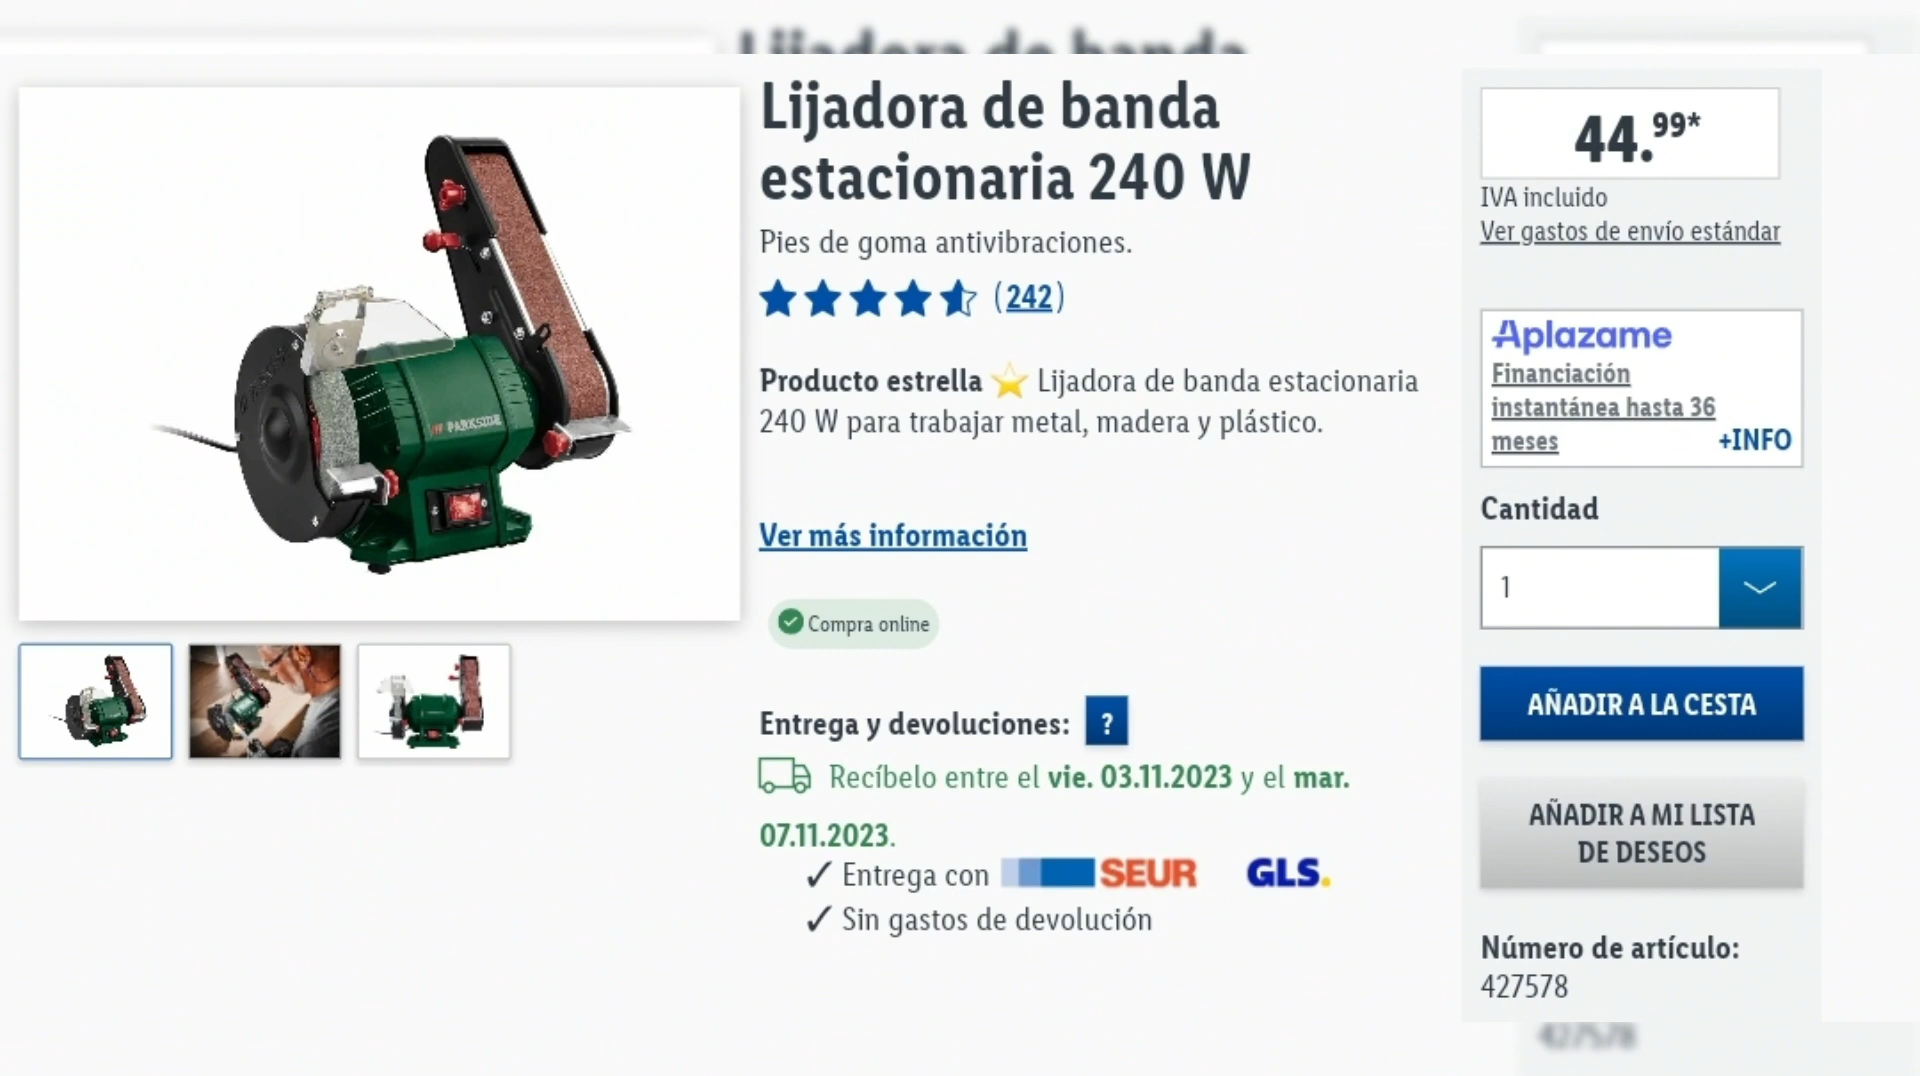 Lijadora de banda
Lijadora de banda
estacionaria 240 W
Pies de goma antivibraciones.
(242)
Producto estrella ⭐ Lijadora de banda estacionaria
240 W para trabajar metal, madera y plástico.
Ver más información
Compra online
Entrega y devoluciones: ?
Recíbelo entre el vie. 03.11.2023 y el mar.
07.11.2023.
✓ Entrega con SEUR GLS.
✓ Sin gastos de devolución
PARKSIDE
44.99*
IVA incluido
Ver gastos de envío estándar
Aplazame
Financiación
instantánea hasta 36
meses +INFO
Cantidad
1
AÑADIR A LA CESTA
AÑADIR A MI LISTA
DE DESEOS
Número de artículo:
427578
427578